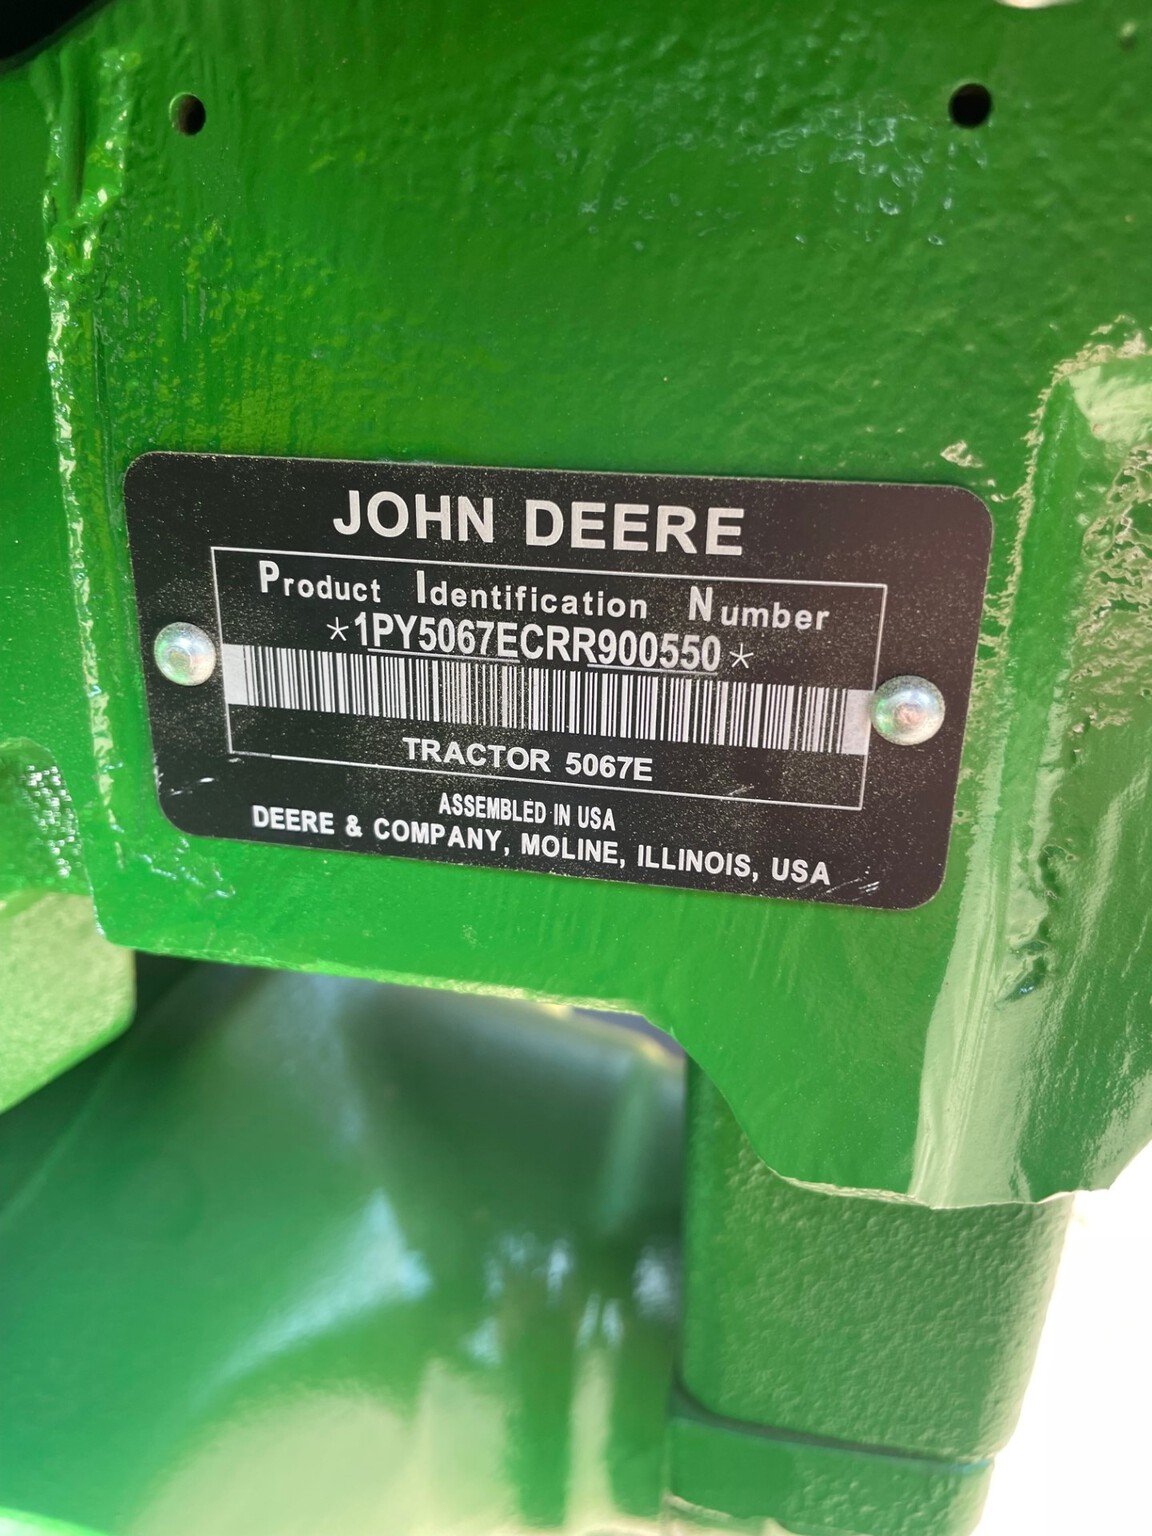 JOHN DEERE
Product Identification Number
*1PY5067ECRR900550*
TRACTOR 5067E
ASSEMBLED IN USA
DEERE & COMPANY, MOLINE, ILLINOIS, USA